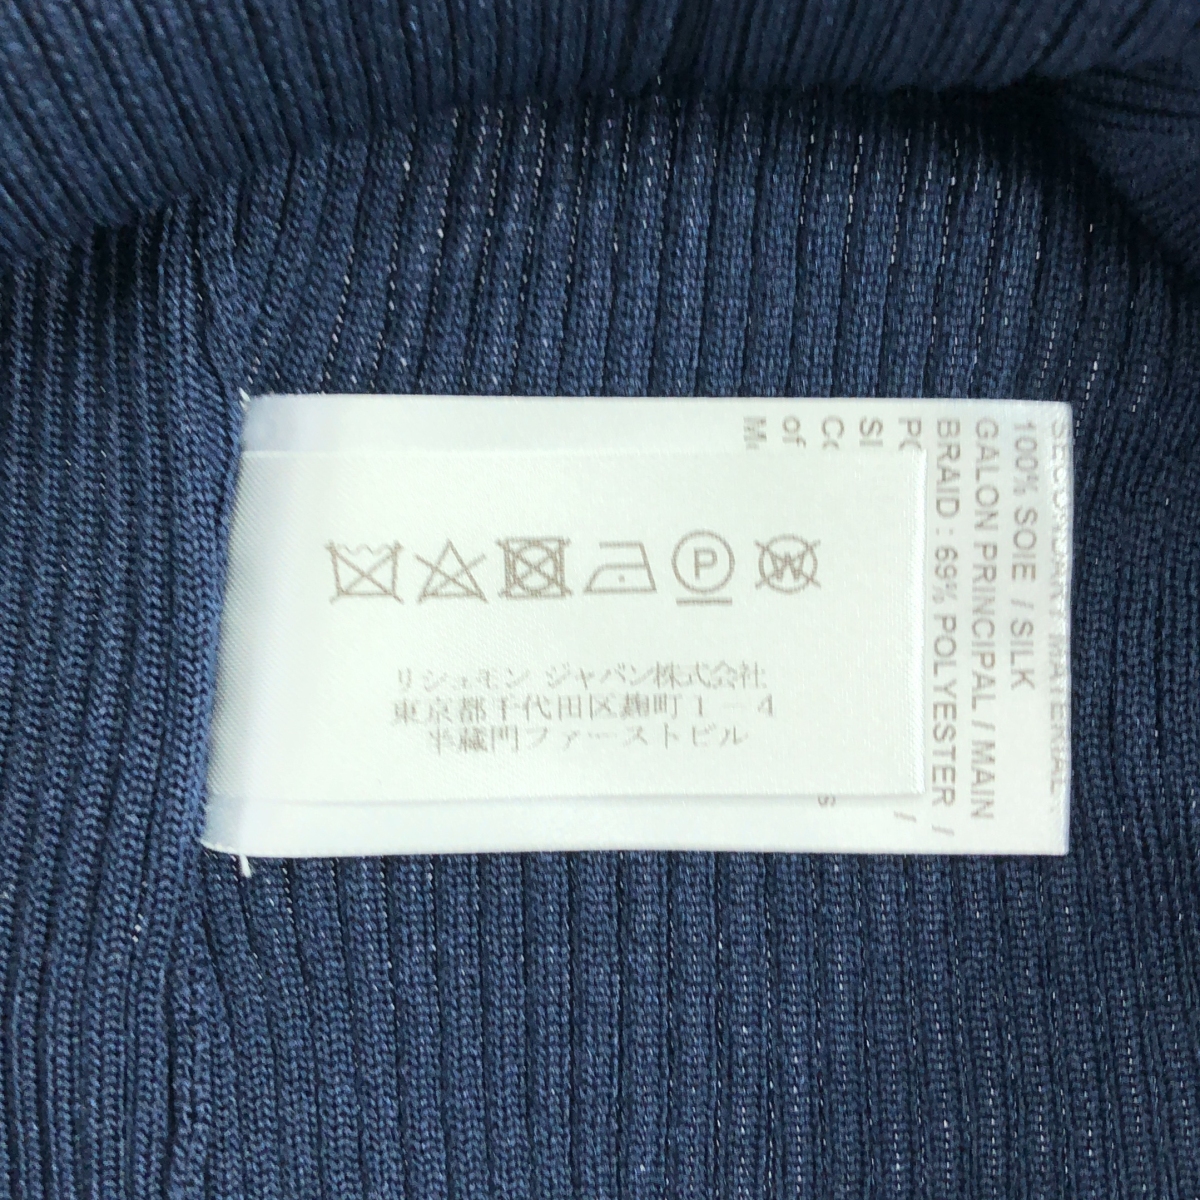 リシュモン ジャパン株式会社
東京都千代田区麹町1-4
半蔵門ファーストビル
P
W
SECONDARY MATERIAL
100% SOIE / SILK
GALON PRINCIPAL / MAIN
BRAID : 69% POLYESTER /
of